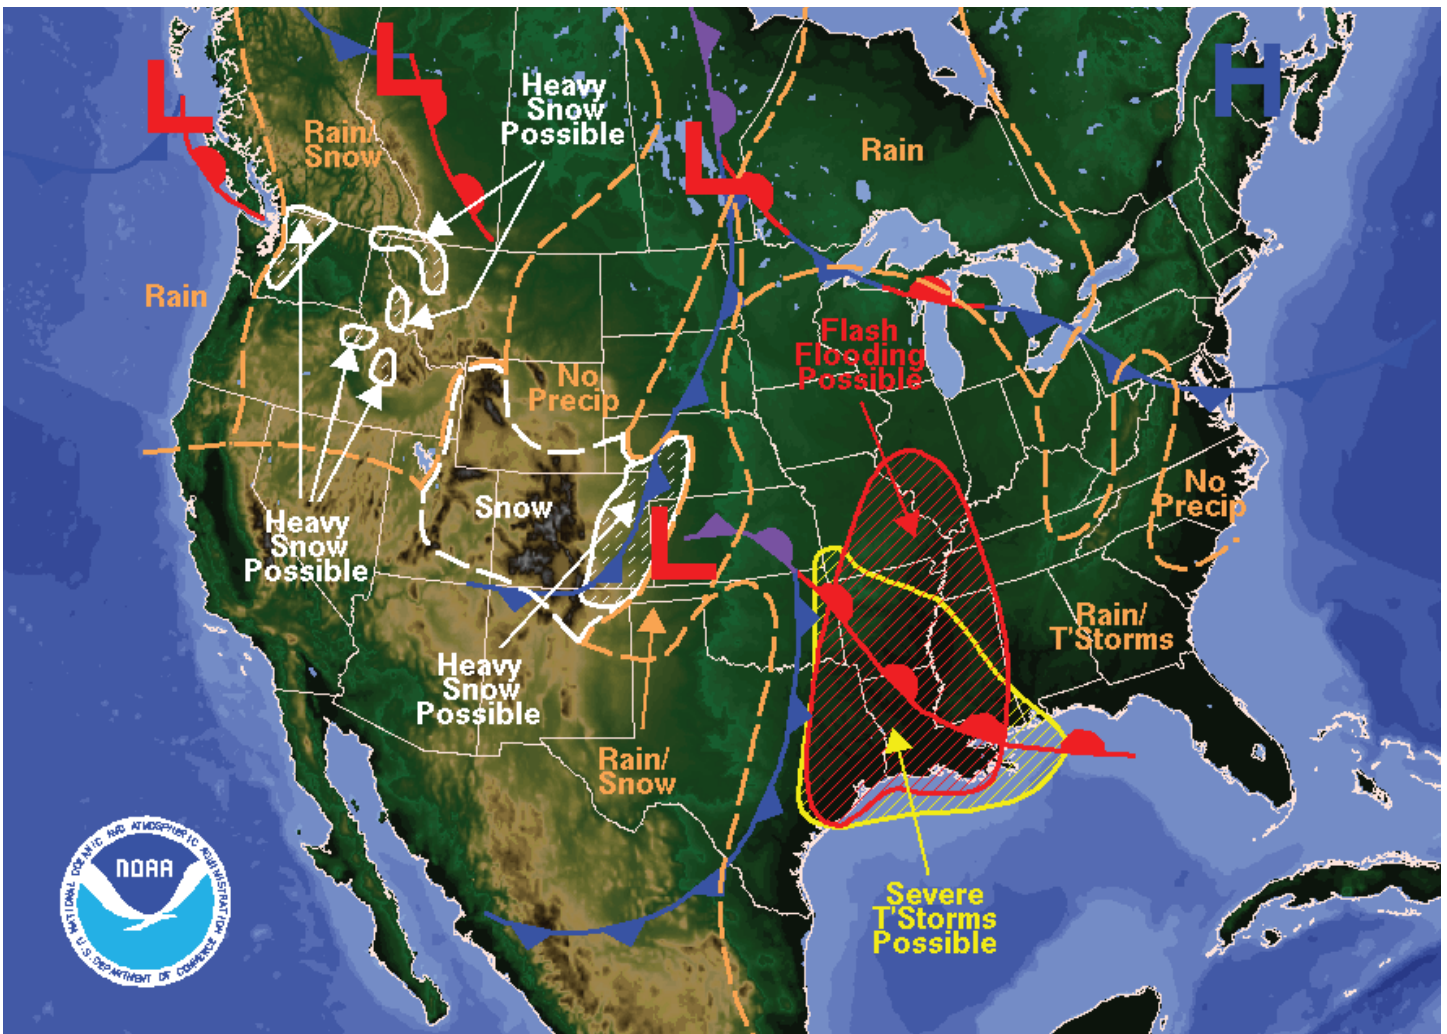 L
L
Heavy
Snow
Possible
H
Rain/
Snow
L
Rain
Rain
Flash
Flooding
Possible
No
Precip
No
Precip
Snow
Heavy
Snow
Possible
L
Rain/
T'Storms
Heavy
Snow
Possible
Rain/
Snow
Severe
T'Storms
Possible
NOAA
NATIONAL OCEANIC AND ATMOSPHERIC ADMINISTRATION
U.S. DEPARTMENT OF COMMERCE